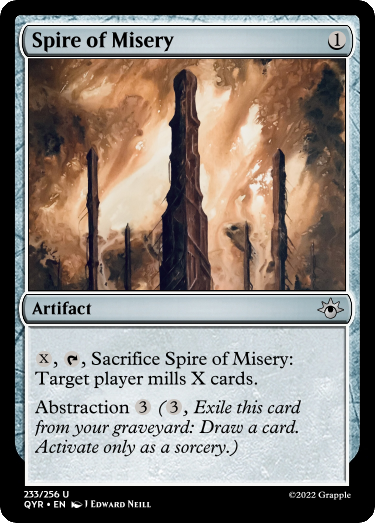 Spire of Misery 1
Artifact
X, T, Sacrifice Spire of Misery:
Target player mills X cards.
Abstraction 3 (3, Exile this card
from your graveyard: Draw a card.
Activate only as a sorcery.)
233/256 U
QYR • EN J EDWARD NEILL
©2022 Grapple